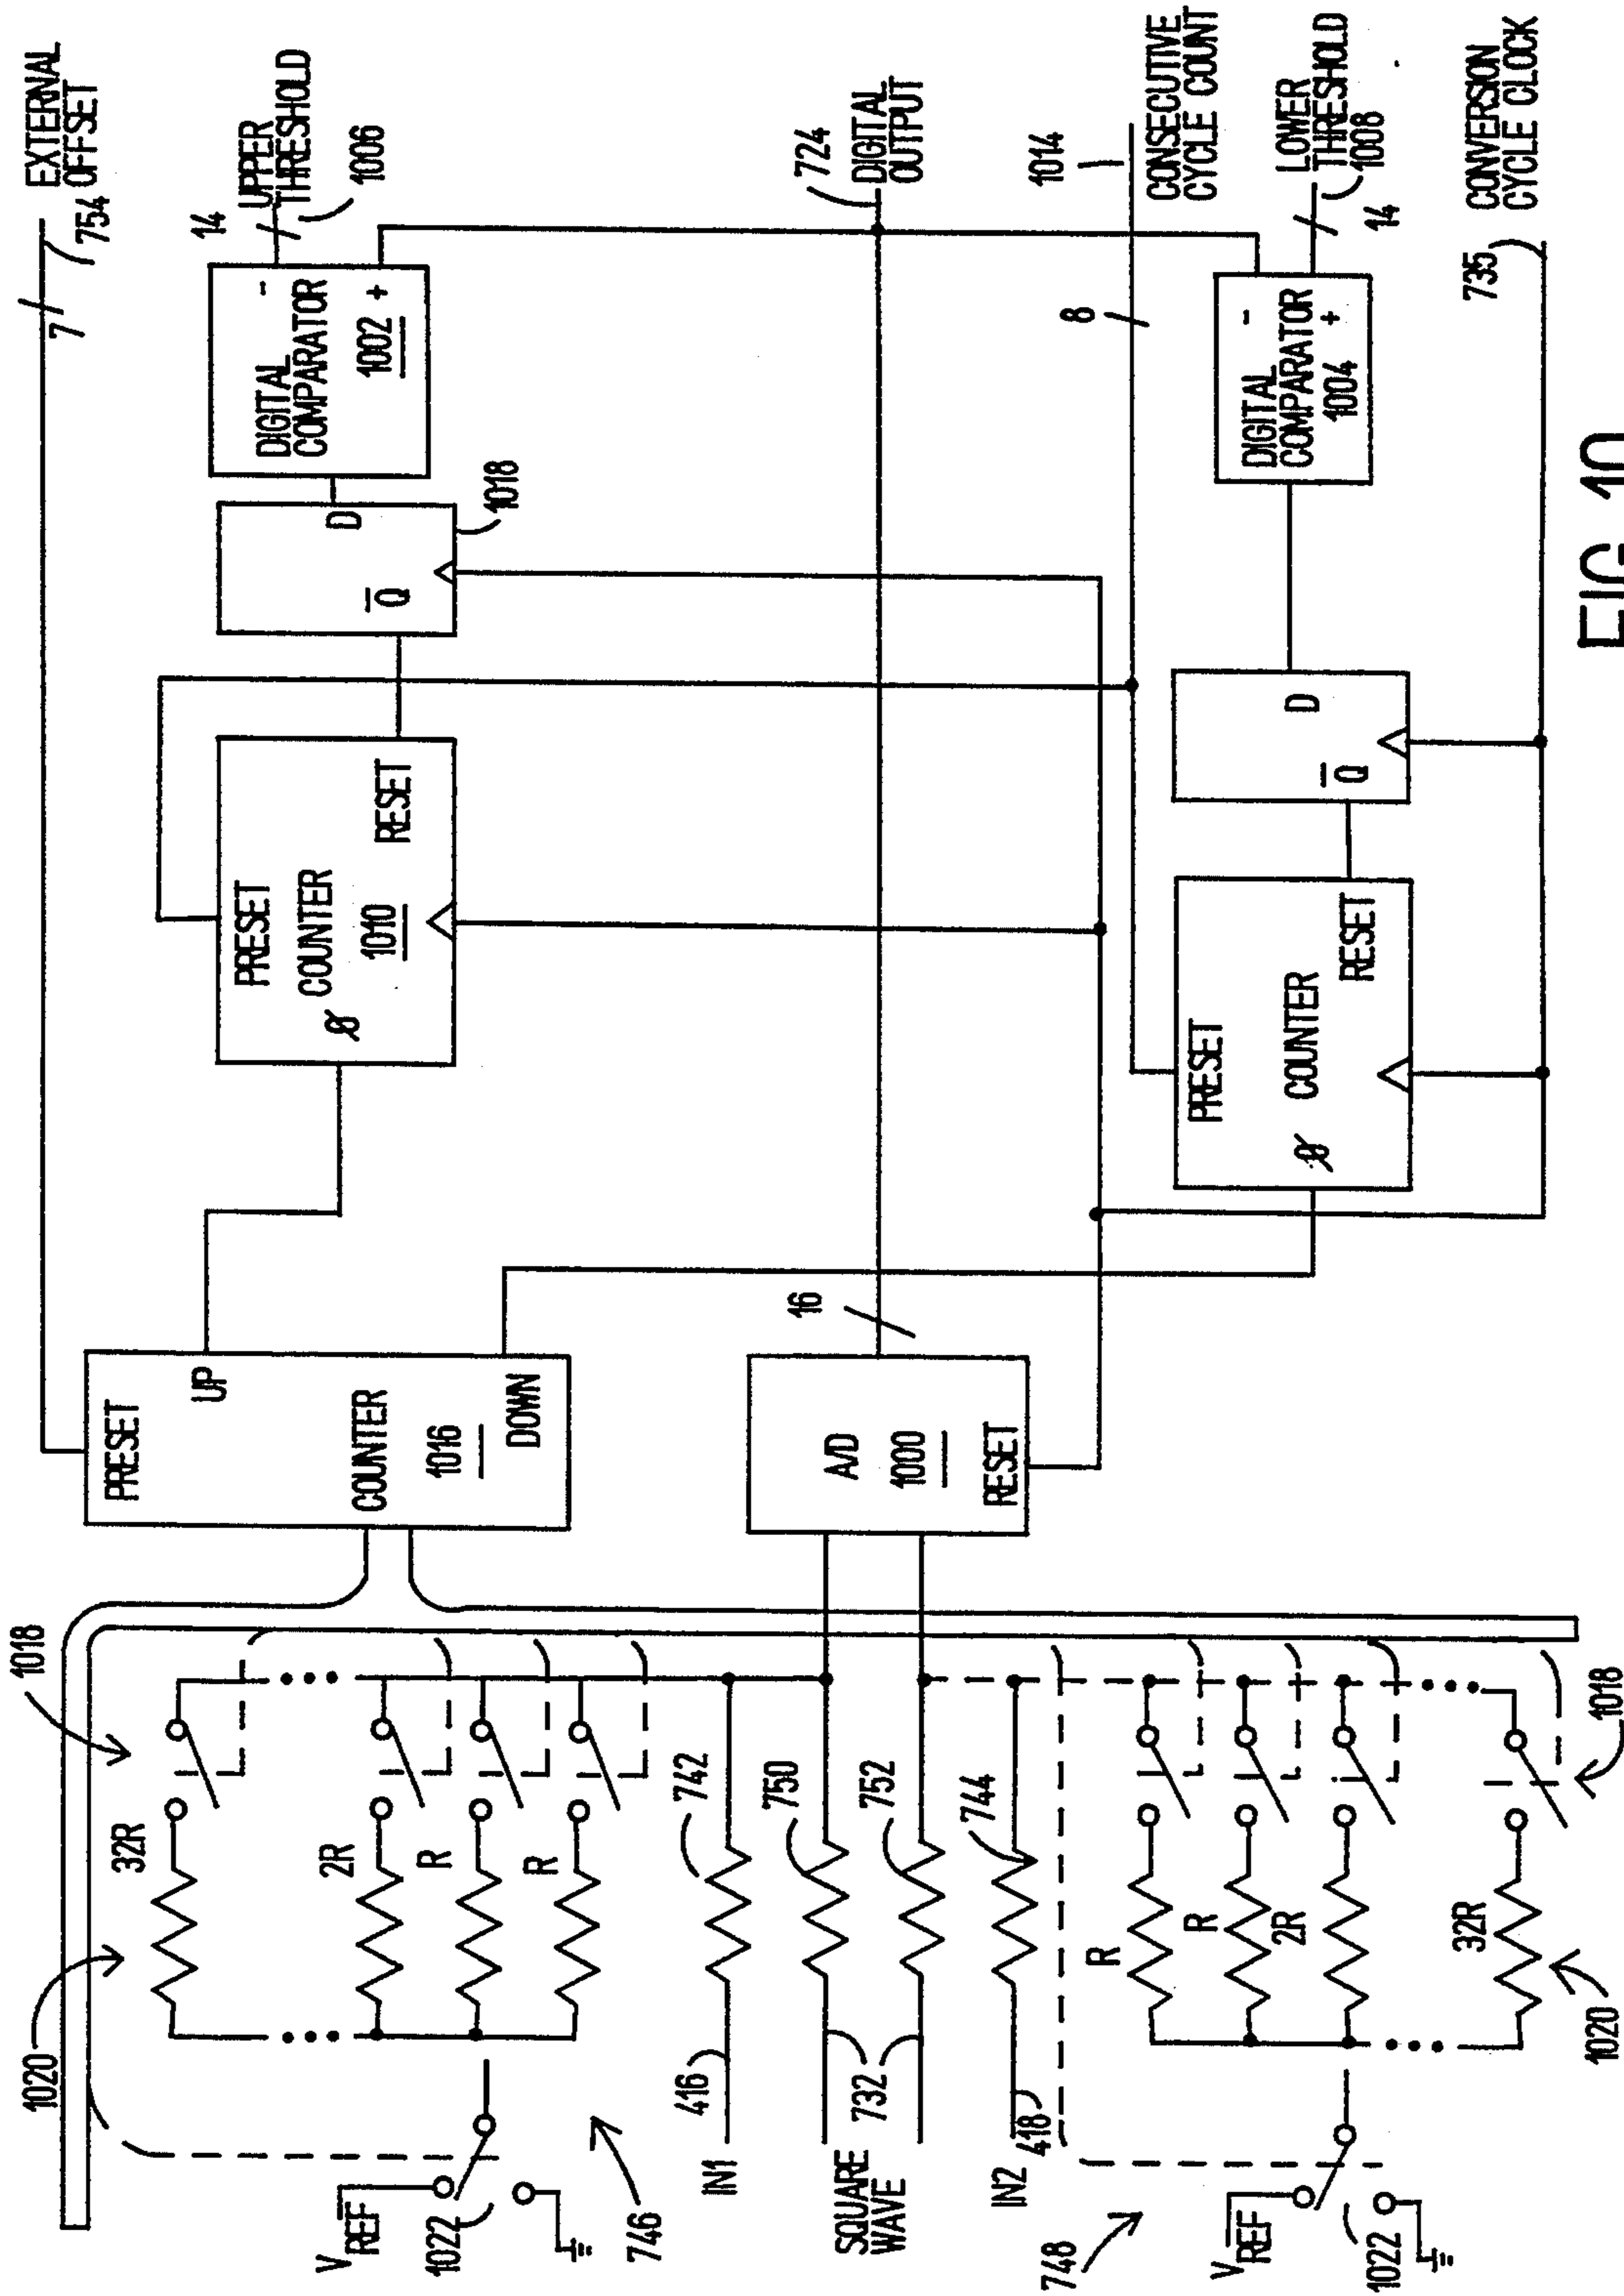 EXTERNAL
OFFSET
754
7
14
UPPER
THRESHOLD
1006
-
DIGITAL
COMPARATOR
1002 +
D
Q
1018
PRESET
COUNTER
1010
RESET
Ø
724
DIGITAL
OUTPUT
1014
8
CONSECUTIVE
CYCLE COUNT
LOWER
THRESHOLD
1008
14
-
DIGITAL
COMPARATOR
1004 +
D
Q
PRESET
COUNTER
RESET
Ø
CONVERSION
CYCLE CLOCK
735
PRESET
UP
COUNTER
1016
DOWN
16
A/D
1000
RESET
1018
1020
32R
2R
R
R
VREF
1022
746
742
416
IN1
750
732
SQUARE
WAVE
752
744
418
IN2
748
R
R
2R
32R
1018
1020
VREF
1022
FIG 10